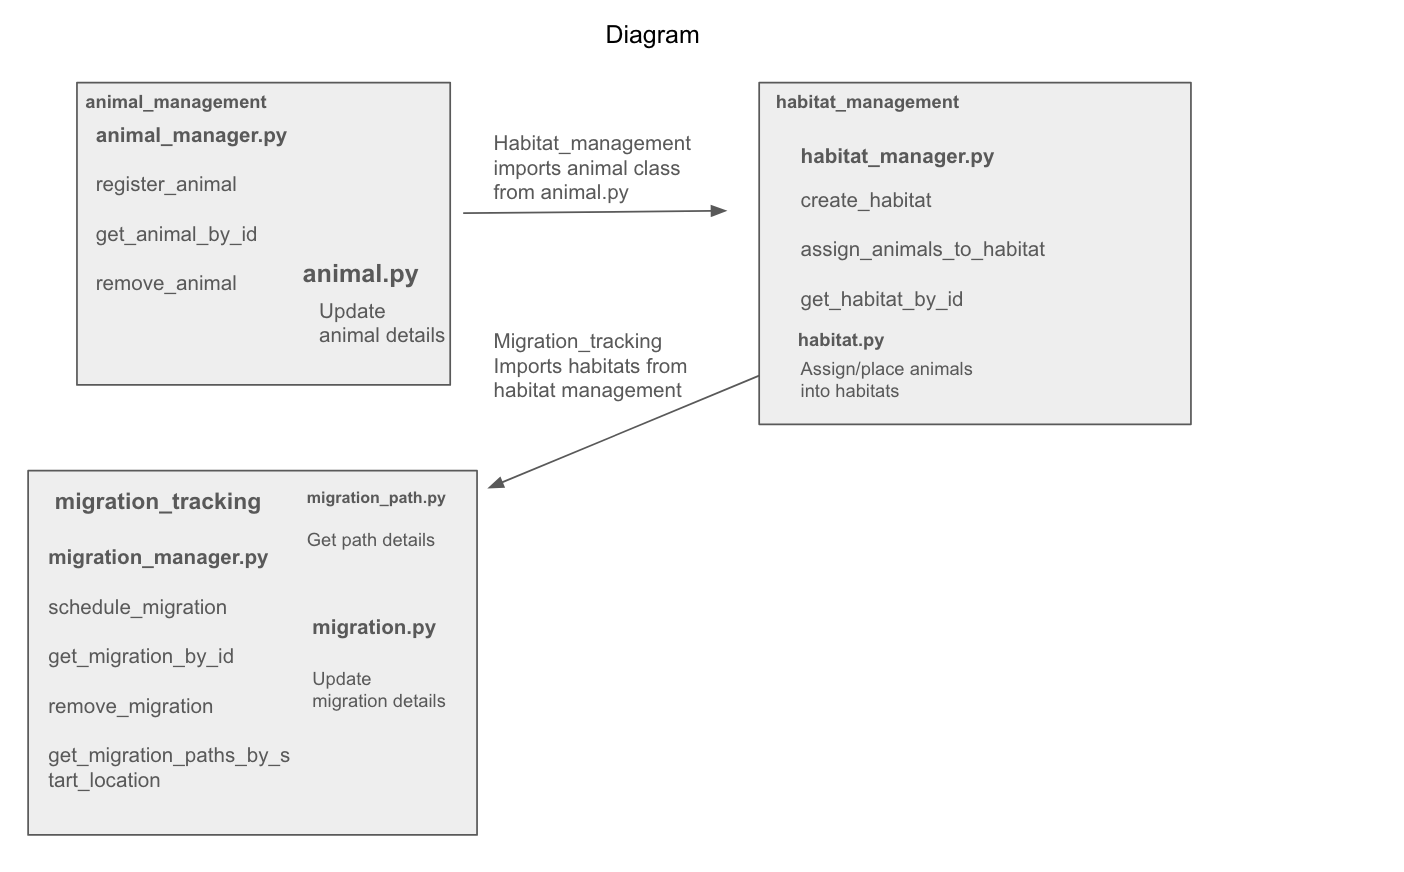 Diagram
animal_management
animal_manager.py
register_animal
get_animal_by_id
remove_animal
animal.py
Update
animal details
Habitat_management
imports animal class
from animal.py
habitat_management
habitat_manager.py
create_habitat
assign_animals_to_habitat
get_habitat_by_id
habitat.py
Assign/place animals
into habitats
Migration_tracking
Imports habitats from
habitat management
migration_tracking
migration_manager.py
schedule_migration
get_migration_by_id
remove_migration
get_migration_paths_by_s
tart_location
migration_path.py
Get path details
migration.py
Update
migration details